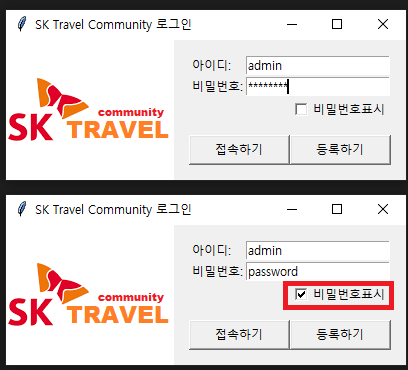 SK Travel Community 로그인
아이디: admin
비밀번호: ********
비밀번호표시
community
SK TRAVEL
접속하기 등록하기
SK Travel Community 로그인
아이디: admin
비밀번호: password
비밀번호표시
community
SK TRAVEL
접속하기 등록하기